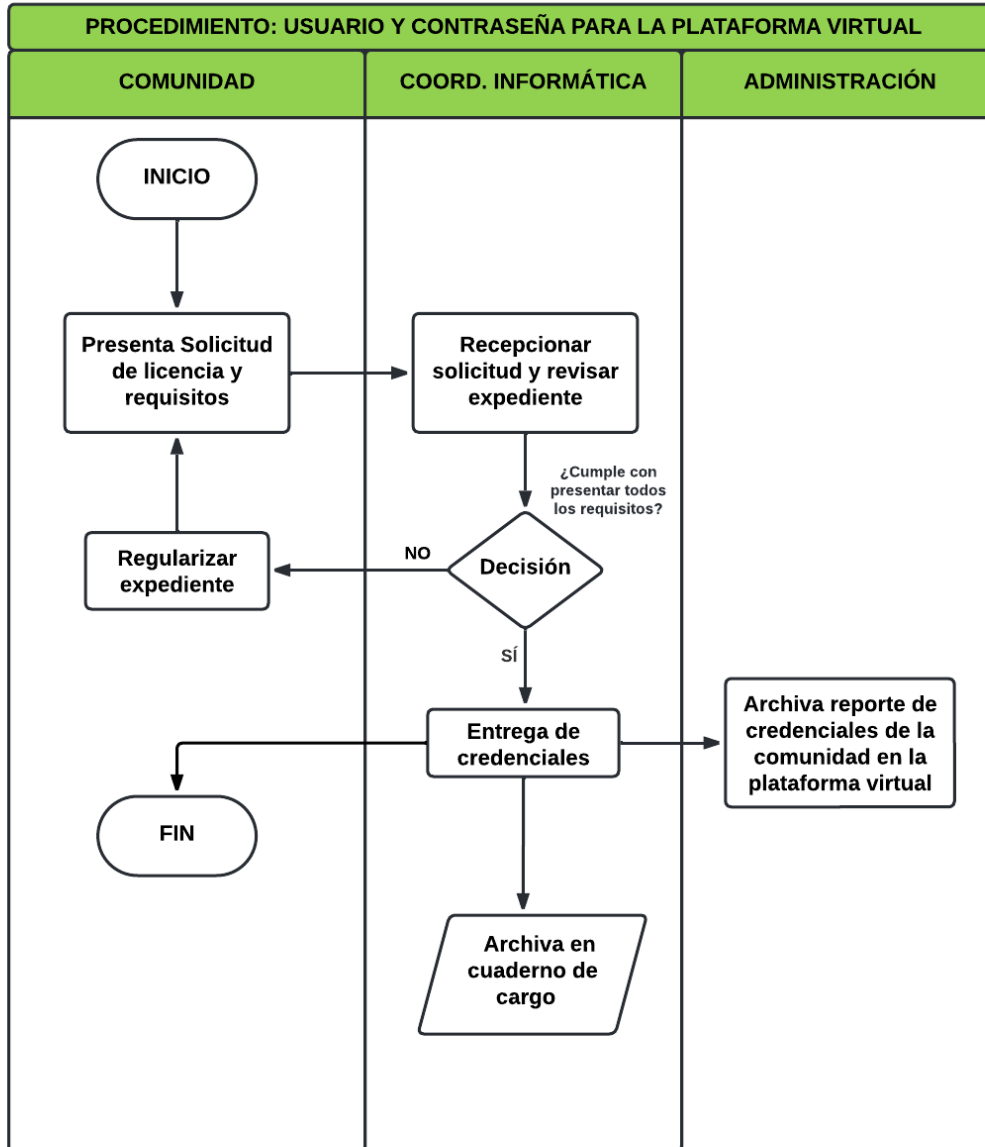 PROCEDIMIENTO: USUARIO Y CONTRASEÑA PARA LA PLATAFORMA VIRTUAL
COMUNIDAD
COORD. INFORMÁTICA
ADMINISTRACIÓN
INICIO
Presenta Solicitud
de licencia y
requisitos
Recepcionar
solicitud y revisar
expediente
¿Cumple con
presentar todos
los requisitos?
Decisión
NO
Regularizar
expediente
SÍ
Entrega de
credenciales
Archiva reporte de
credenciales de la
comunidad en la
plataforma virtual
FIN
Archiva en
cuaderno de
cargo